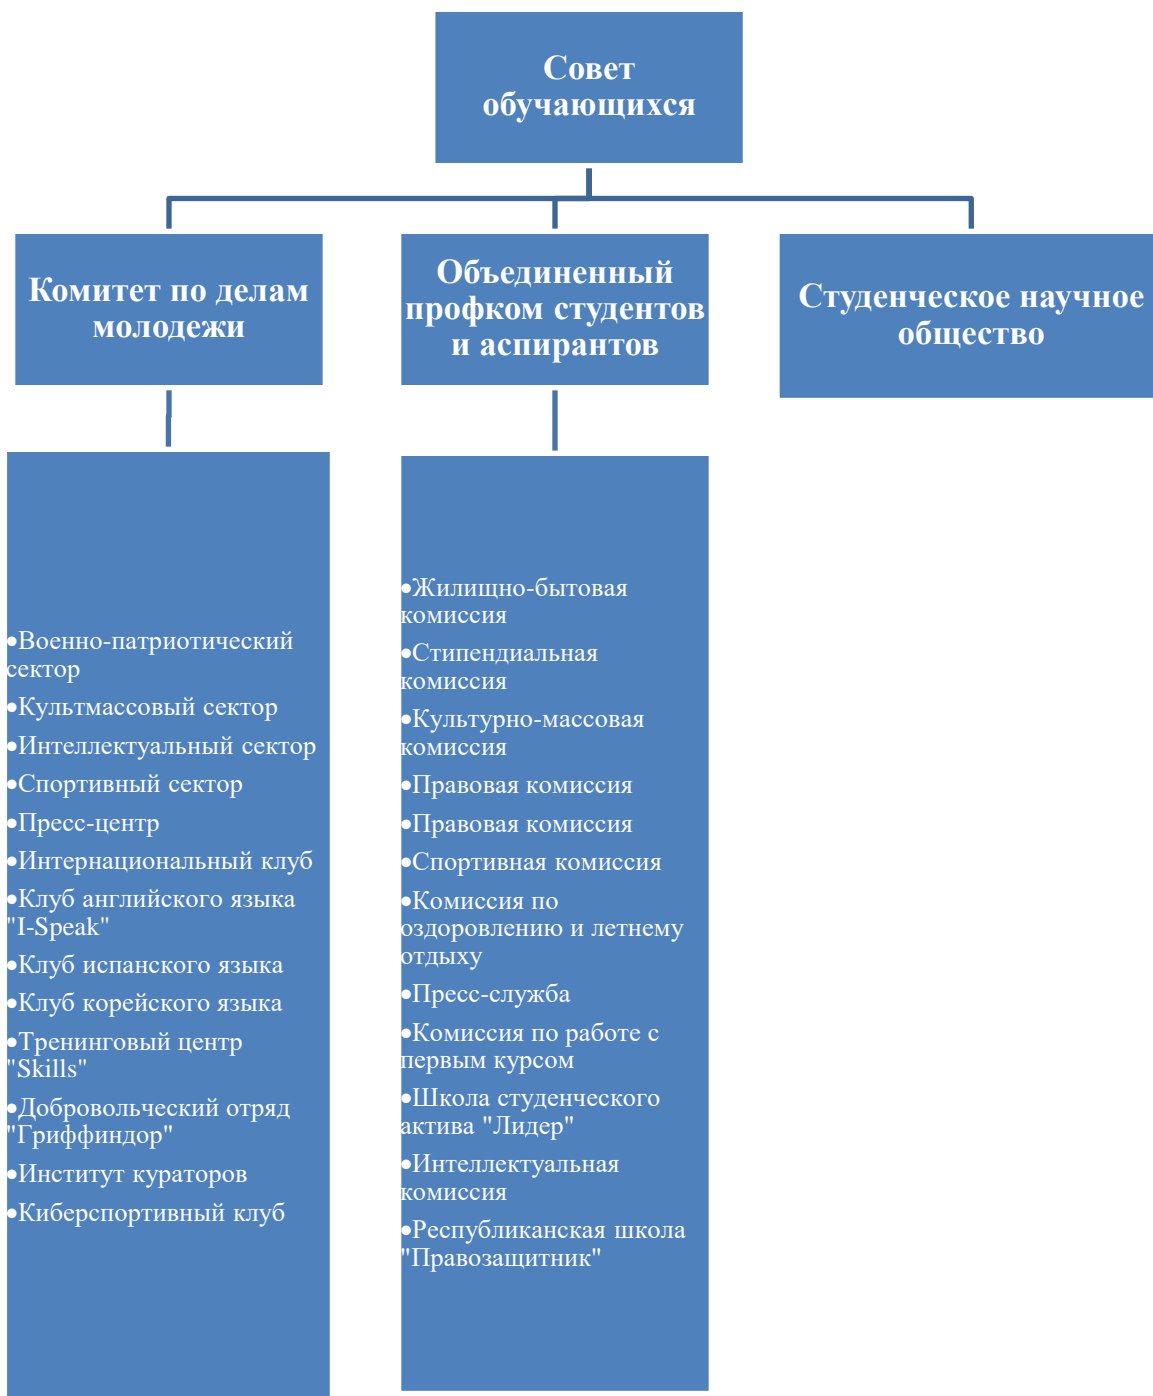 Совет
обучающихся
Комитет по делам
молодежи
Объединенный
профком студентов
и аспирантов
Студенческое научное
общество
•Военно-патриотический
сектор
•Культмассовый сектор
•Интеллектуальный сектор
•Спортивный сектор
•Пресс-центр
•Интернациональный клуб
•Клуб английского языка
"I-Speak"
•Клуб испанского языка
•Клуб корейского языка
•Тренинговый центр
"Skills"
•Добровольческий отряд
"Гриффиндор"
•Институт кураторов
•Киберспортивный клуб
•Жилищно-бытовая
комиссия
•Стипендиальная
комиссия
•Культурно-массовая
комиссия
•Правовая комиссия
•Правовая комиссия
•Спортивная комиссия
•Комиссия по
оздоровлению и летнему
отдыху
•Пресс-служба
•Комиссия по работе с
первым курсом
•Школа студенческого
актива "Лидер"
•Интеллектуальная
комиссия
•Республиканская школа
"Правозащитник"